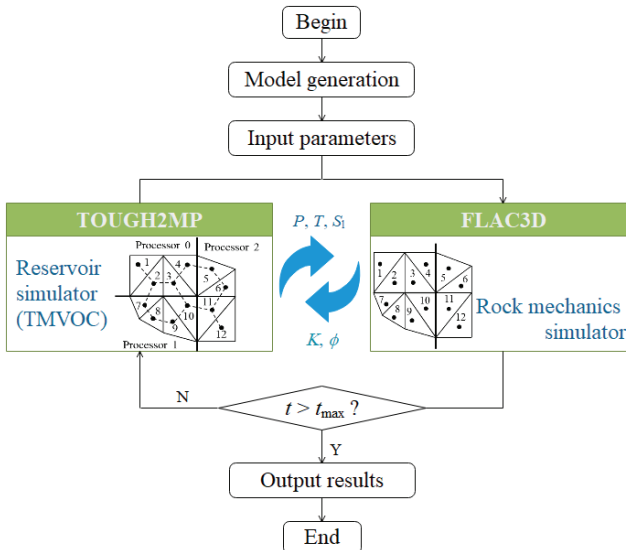 Begin
Model generation
Input parameters
TOUGH2MP
Processor 0
Processor 2
Reservoir
simulator
(TMVOC)
1
2
3
4
5
6
7
8
9
10
11
12
Processor 1
P, T, Sl
K, ϕ
FLAC3D
1
2
3
4
5
6
7
8
9
10
11
12
Rock mechanics
simulator
N
t > tmax ?
Y
Output results
End